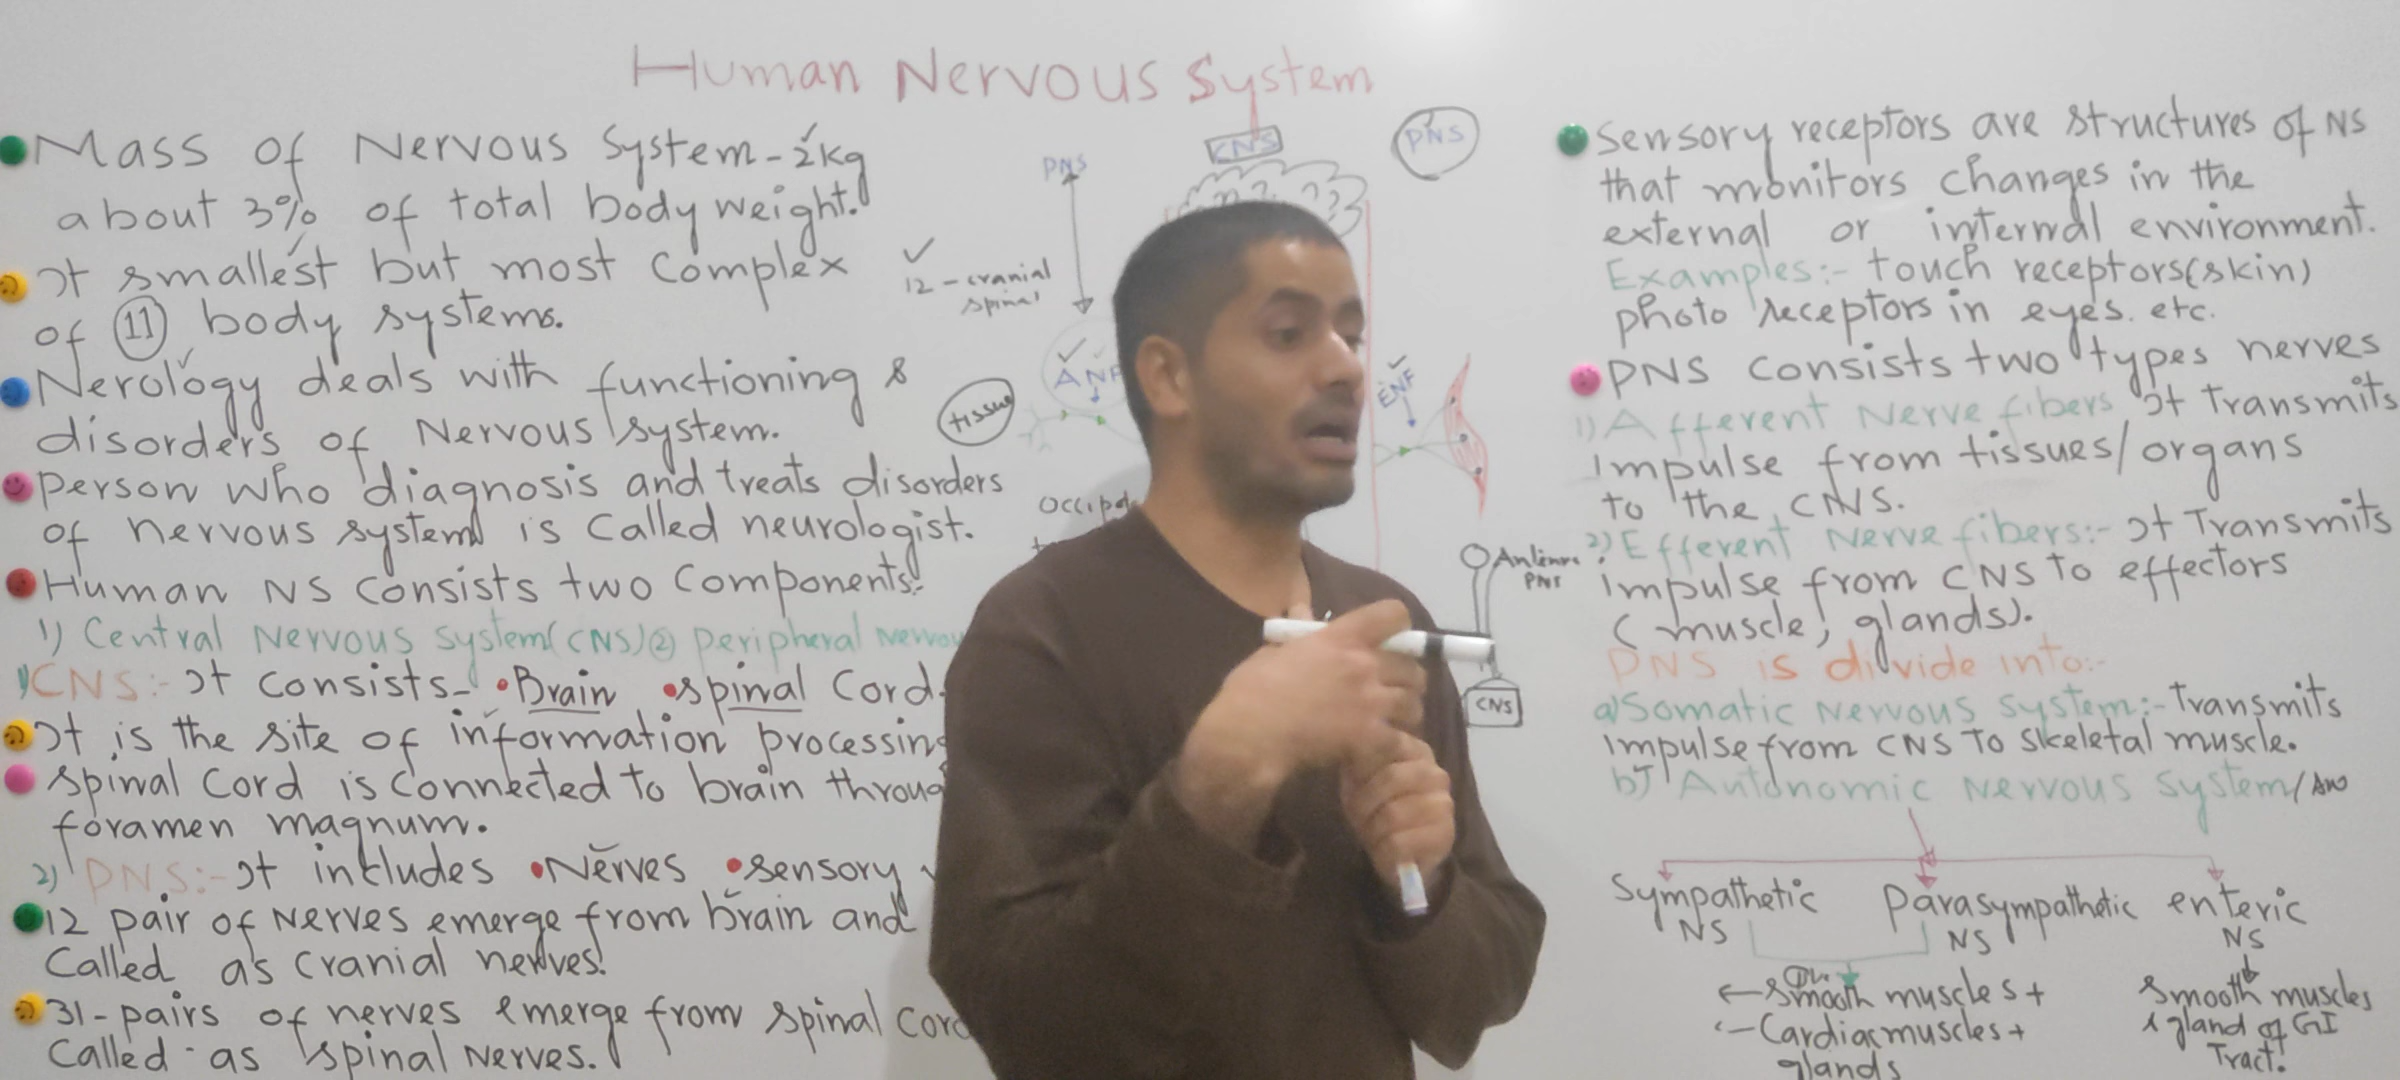 Human Nervous System
Mass of Nervous System - 2kg
about 3% of total body weight.
It smallest but most complex
of 11 body systems.
Nerology deals with functioning &
disorders of Nervous system.
person who diagnosis and treats disorders
of nervous system is called neurologist.
Human NS consists two components:
1) Central Nervous System (CNS) 2) peripheral
1) CNS:- It consists- •Brain •spinal cord.
It is the site of information
spinal cord is connected to brain
foramen magnum.
2) PNS:- It includes •Nerves •sensory
12 pair of Nerves emerge from brain and
called as cranial nerves.
31-pairs of nerves emerge from spinal
called as spinal nerves.
CNS
PNS
PNS
12 - cranial
spinal
tissue
ENF
PNS
CNS
Sensory receptors are structures of NS
that monitors changes in the
external or internal environment.
Examples:- touch receptors (skin)
photo receptors in eyes. etc.
PNS consists two types nerves
1) Afferent Nerve fibers It Transmits
impulse from tissues/organs
to the CNS.
2) Efferent Nerve fibers:- It Transmits
impulse from CNS to effectors
(muscle, glands).
PNS is divide into:-
a) Somatic Nervous System:- Transmits
impulse from CNS To skeletal muscle.
b) Autonomic Nervous System/
Sympathetic NS
Parasympathetic NS
enteric NS
Smooth muscles +
Cardiac muscles +
glands
Smooth muscles
& gland of GI
Tract.